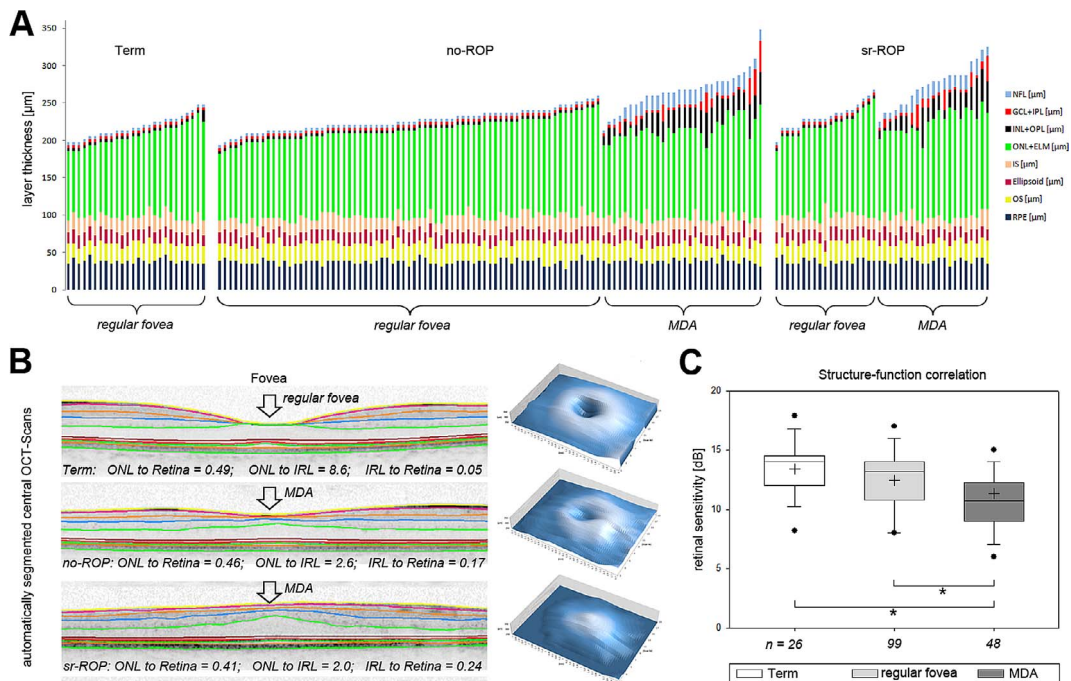 A
layer thickness [µm]
350
300
250
200
150
100
50
0
Term
no-ROP
sr-ROP
regular fovea
regular fovea
MDA
regular fovea
MDA
NFL [µm]
GCL+IPL [µm]
INL+OPL [µm]
ONL+ELM [µm]
IS [µm]
Ellipsoid [µm]
OS [µm]
RPE [µm]
B
automatically segmented central OCT-Scans
Fovea
regular fovea
Term: ONL to Retina = 0.49; ONL to IRL = 8.6; IRL to Retina = 0.05
MDA
no-ROP: ONL to Retina = 0.46; ONL to IRL = 2.6; IRL to Retina = 0.17
MDA
sr-ROP: ONL to Retina = 0.41; ONL to IRL = 2.0; IRL to Retina = 0.24
C
Structure-function correlation
retinal sensitivity [dB]
20
15
10
5
0
*
*
n = 26 99 48
Term regular fovea MDA